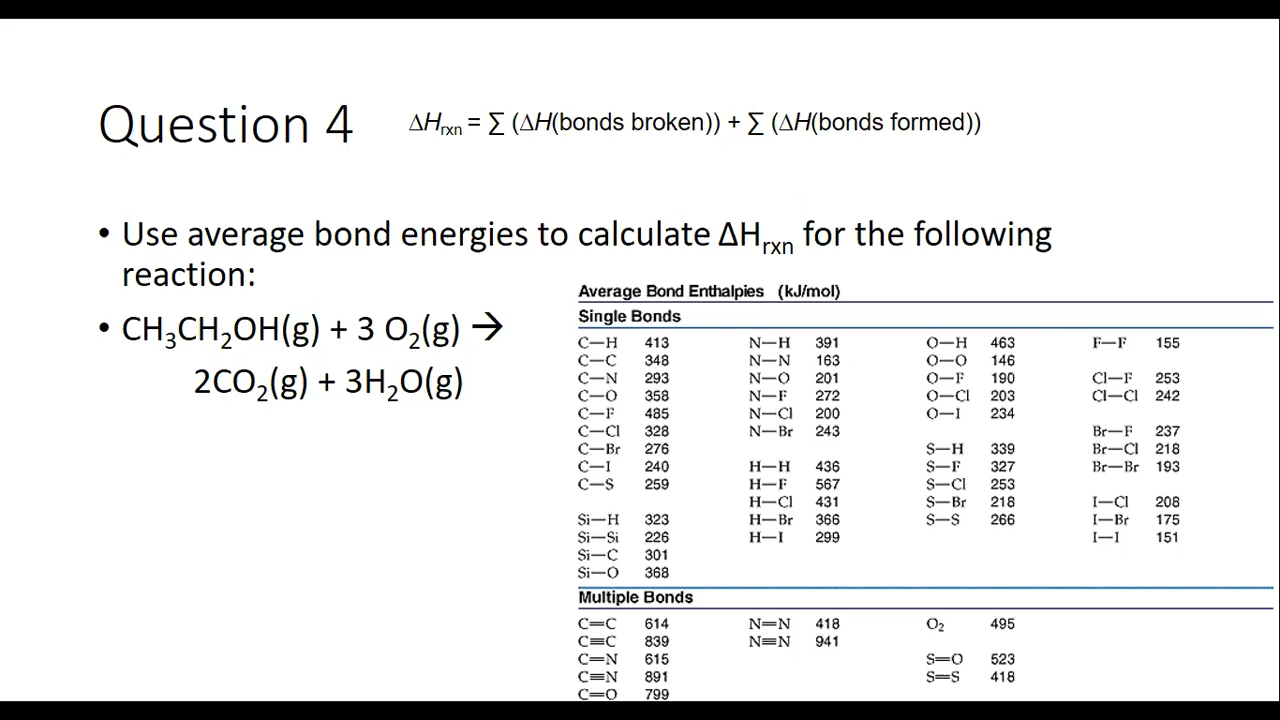 Question 4
ΔHrxn = ∑ (ΔH(bonds broken)) + ∑ (ΔH(bonds formed))
• Use average bond energies to calculate ΔHrxn for the following
reaction:
• CH₃CH₂OH(g) + 3 O₂(g) →
2CO₂(g) + 3H₂O(g)
Average Bond Enthalpies (kJ/mol)
Single Bonds
C—H 413 N—H 391 O—H 463 F—F 155
C—C 348 N—N 163 O—O 146
C—N 293 N—O 201 O—F 190 Cl—F 253
C—O 358 N—F 272 O—Cl 203 Cl—Cl 242
C—F 485 N—Cl 200 O—I 234
C—Cl 328 N—Br 243 Br—F 237
C—Br 276 S—H 339 Br—Cl 218
C—I 240 H—H 436 S—F 327 Br—Br 193
C—S 259 H—F 567 S—Cl 253
H—Cl 431 S—Br 218 I—Cl 208
Si—H 323 H—Br 366 S—S 266 I—Br 175
Si—Si 226 H—I 299 I—I 151
Si—C 301
Si—O 368
Multiple Bonds
C=C 614 N=N 418 O₂ 495
C≡C 839 N≡N 941
C=N 615 S=O 523
C≡N 891 S=S 418
C=O 799